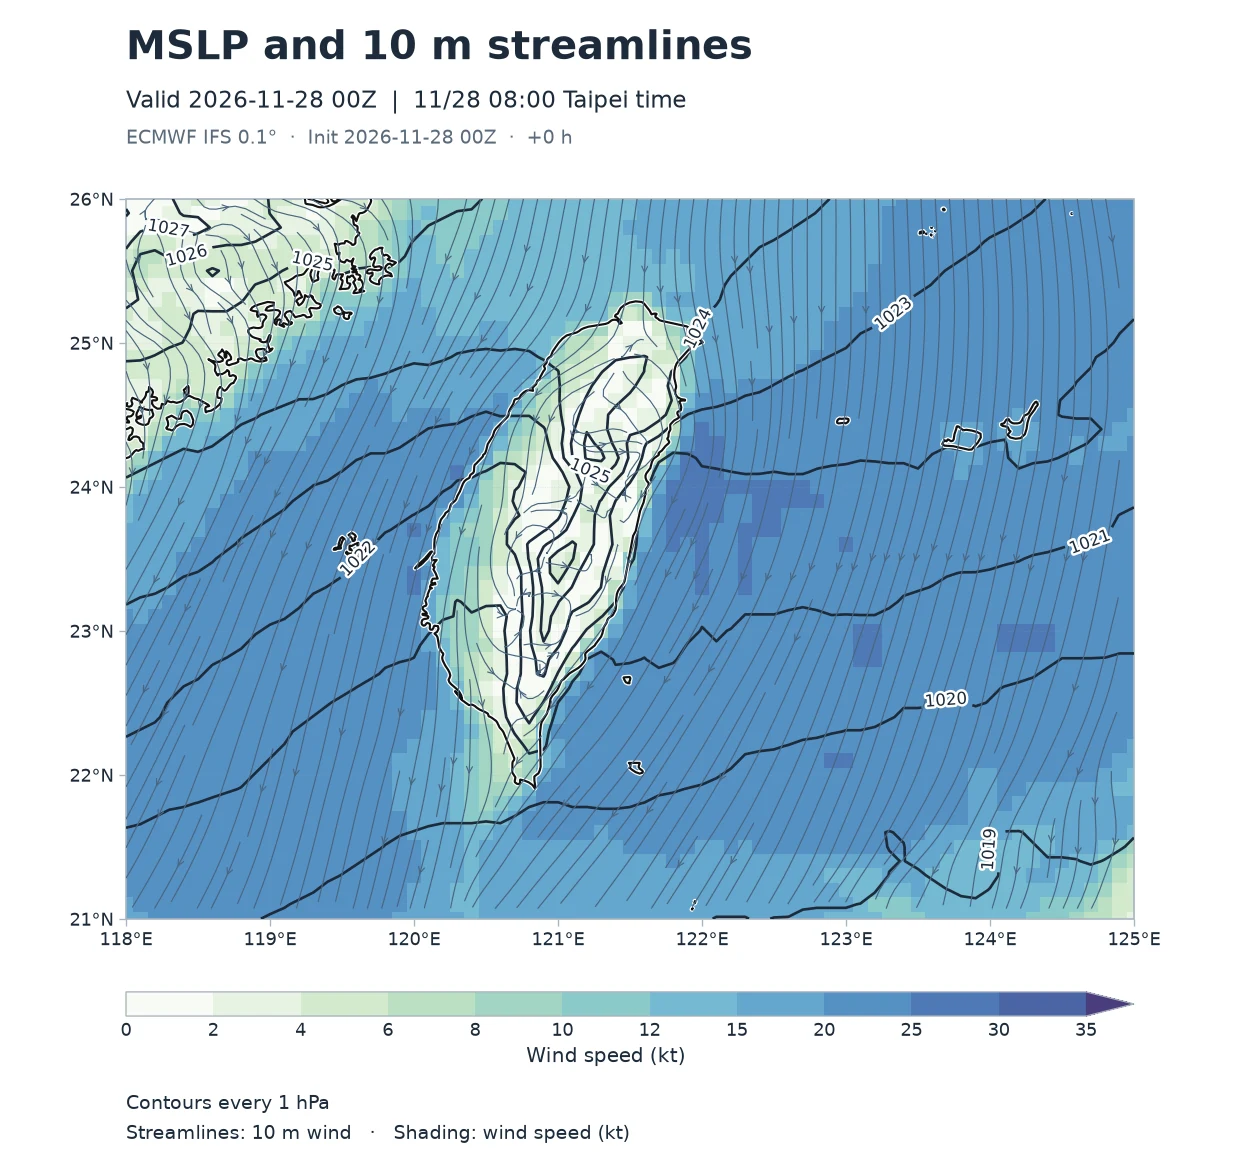 MSLP and 10 m streamlines
Valid 2026-11-28 00Z | 11/28 08:00 Taipei time
ECMWF IFS 0.1° · Init 2026-11-28 00Z · +0 h
26°N
25°N
24°N
23°N
22°N
21°N
1027
1026
1025
1024
1023
1025
1022
1021
1020
1019
118°E 119°E 120°E 121°E 122°E 123°E 124°E 125°E
0 2 4 6 8 10 12 15 20 25 30 35
Wind speed (kt)
Contours every 1 hPa
Streamlines: 10 m wind · Shading: wind speed (kt)